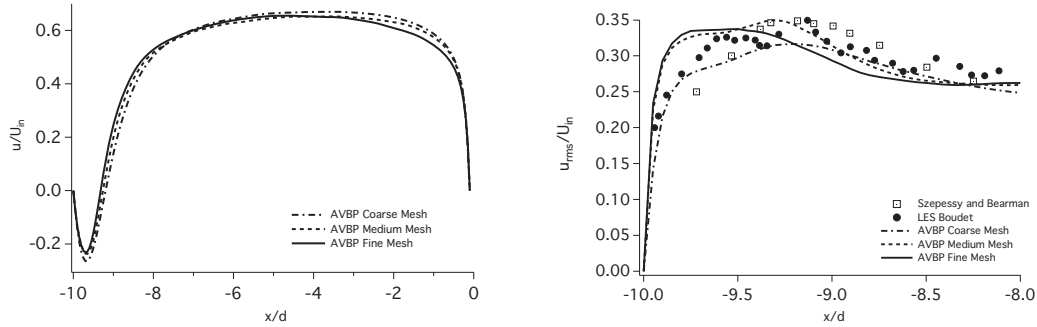 0.6
0.4
0.2
0.0
-0.2
u/U_in
-10
-8
-6
-4
-2
0
x/d
AVBP Coarse Mesh
AVBP Medium Mesh
AVBP Fine Mesh
0.35
0.30
0.25
0.20
0.15
0.10
0.05
0.00
u_rms/U_in
-10.0
-9.5
-9.0
-8.5
-8.0
x/d
Szepessy and Bearman
LES Boudet
AVBP Coarse Mesh
AVBP Medium Mesh
AVBP Fine Mesh